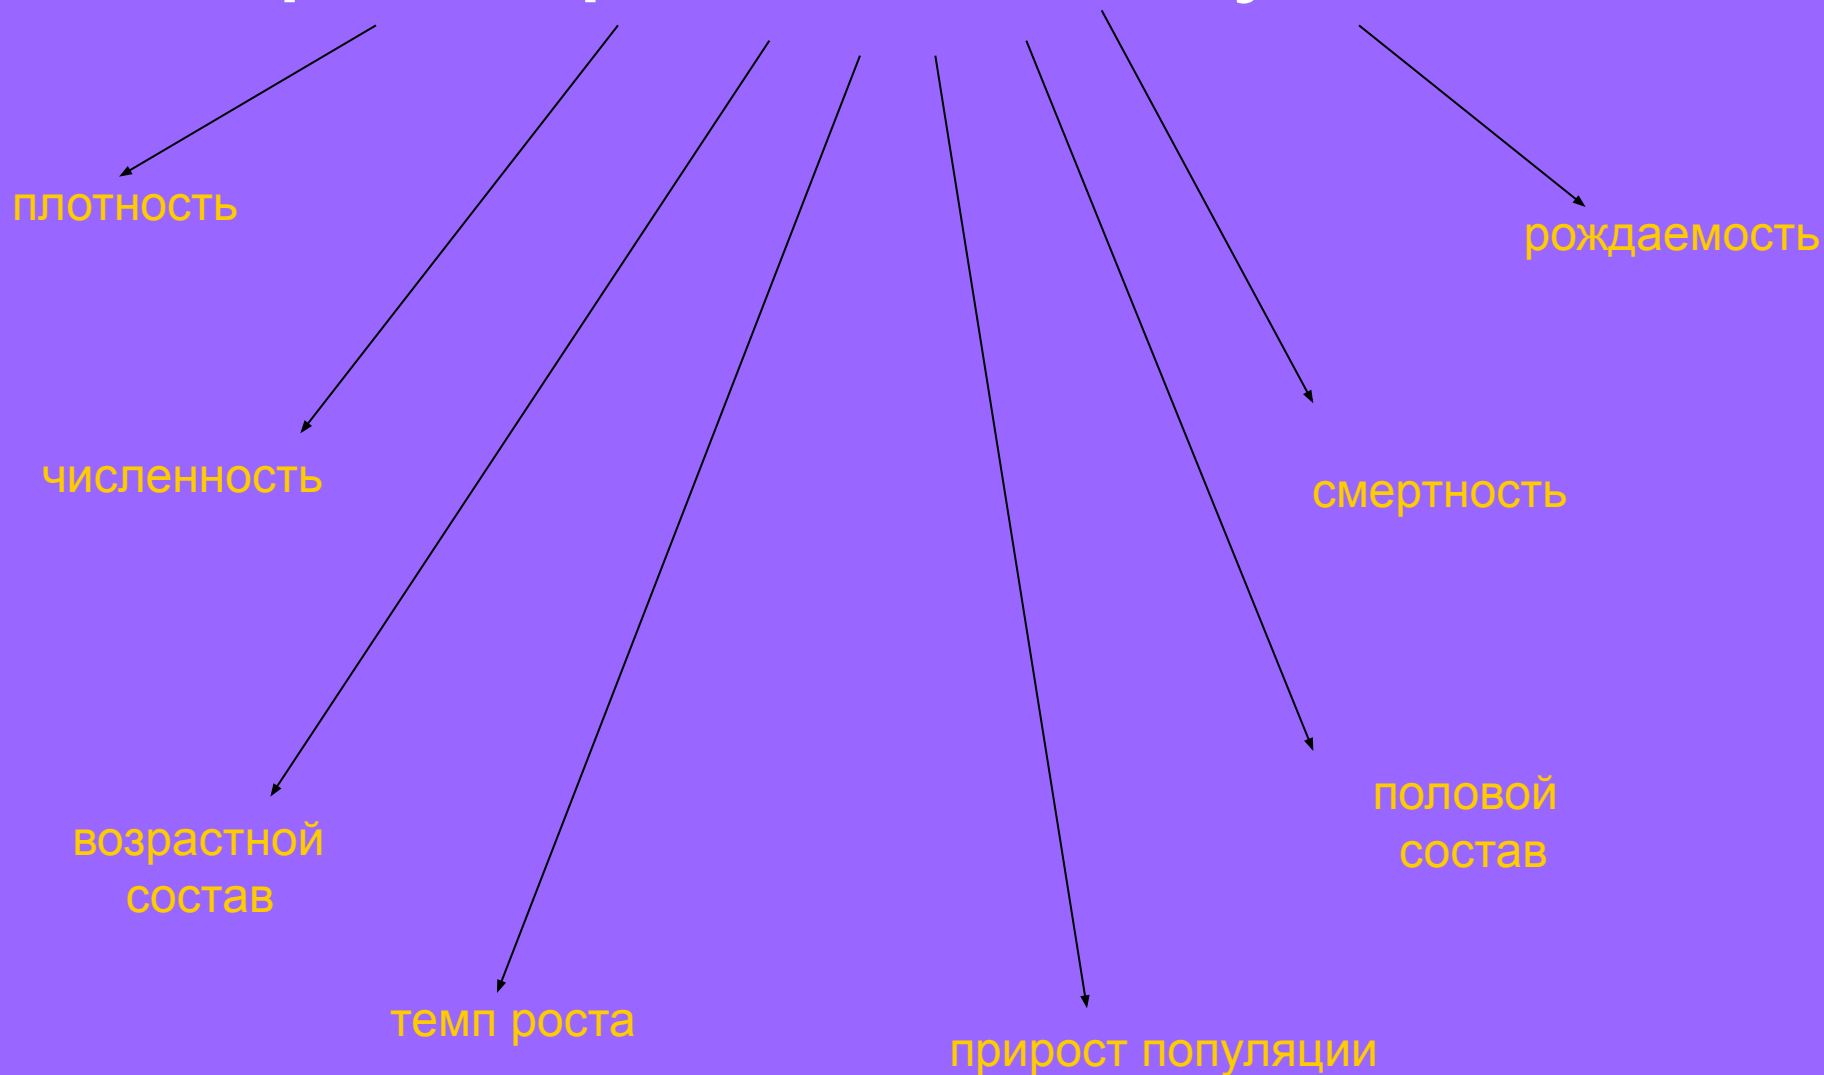 плотность
рождаемость
численность
смертность
половой
состав
возрастной
состав
темп роста
прирост популяции